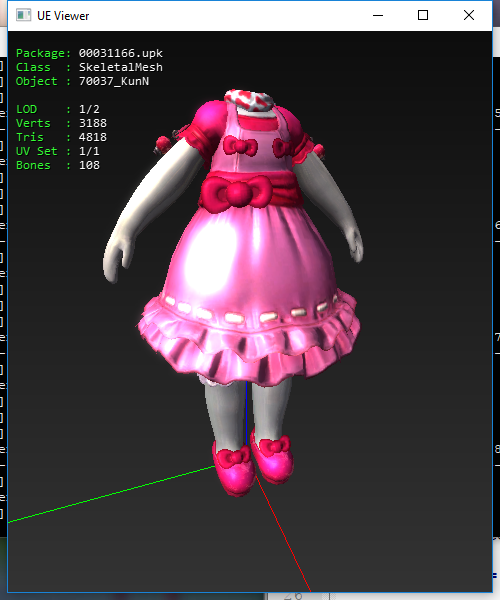 UE Viewer
Package: 00031166.upk
Class : SkeletalMesh
Object : 70037_KunN
LOD : 1/2
Verts : 3188
Tris : 4818
UV Set : 1/1
Bones : 108